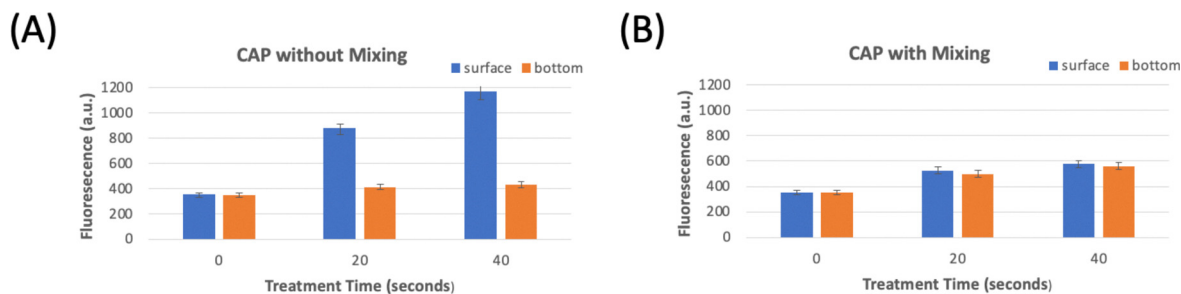 (A)
CAP without Mixing
surface bottom
Fluoresecence (a.u.)
1200
1000
800
600
400
200
0
0 20 40
Treatment Time (seconds)
(B)
CAP with Mixing
surface bottom
Fluoresecence (a.u.)
1200
1000
800
600
400
200
0
0 20 40
Treatment Time (seconds)